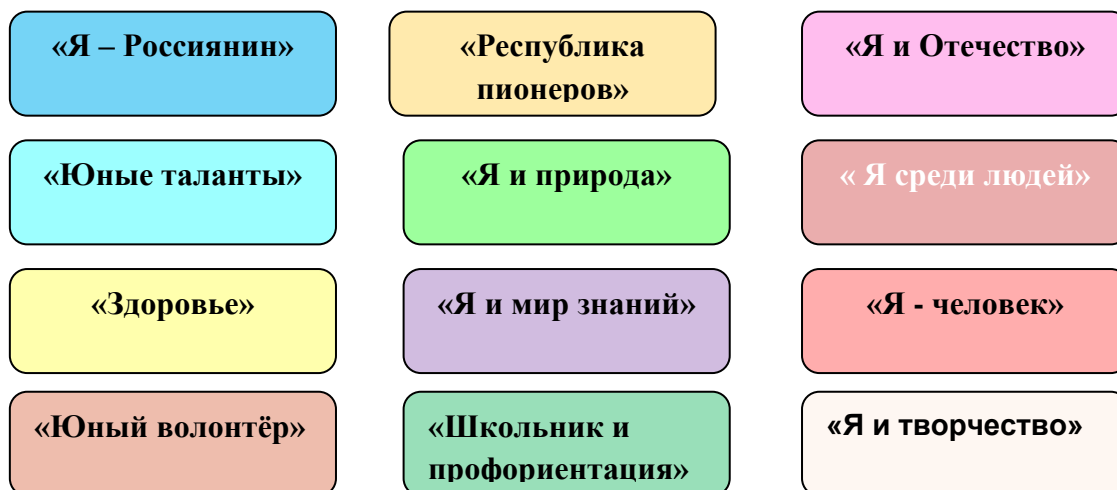 «Я – Россиянин»
«Республика
пионеров»
«Я и Отечество»
«Юные таланты»
«Я и природа»
« Я среди людей»
«Здоровье»
«Я и мир знаний»
«Я - человек»
«Юный волонтёр»
«Школьник и
профориентация»
«Я и творчество»